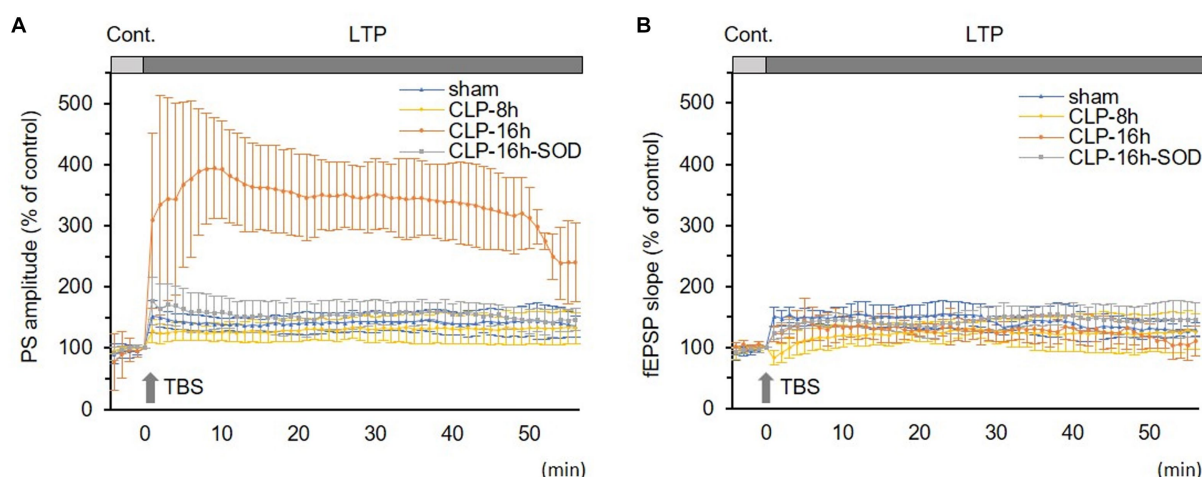 A
Cont.
LTP
PS amplitude (% of control)
500
400
300
200
100
0
sham
CLP-8h
CLP-16h
CLP-16h-SOD
TBS
0
10
20
30
40
50
(min)
B
Cont.
LTP
fEPSP slope (% of control)
500
400
300
200
100
0
sham
CLP-8h
CLP-16h
CLP-16h-SOD
TBS
0
10
20
30
40
50
(min)